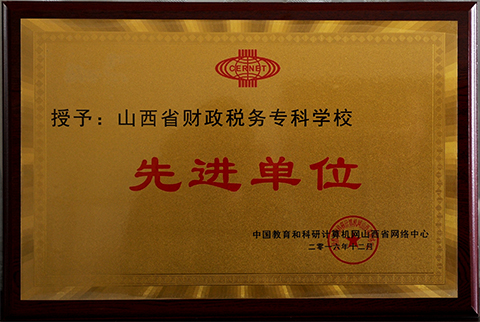 CERNET
授予：山西省财政税务专科学校
先进单位
中国教育和科研计算机网山西省网络中心
二零一六年十二月